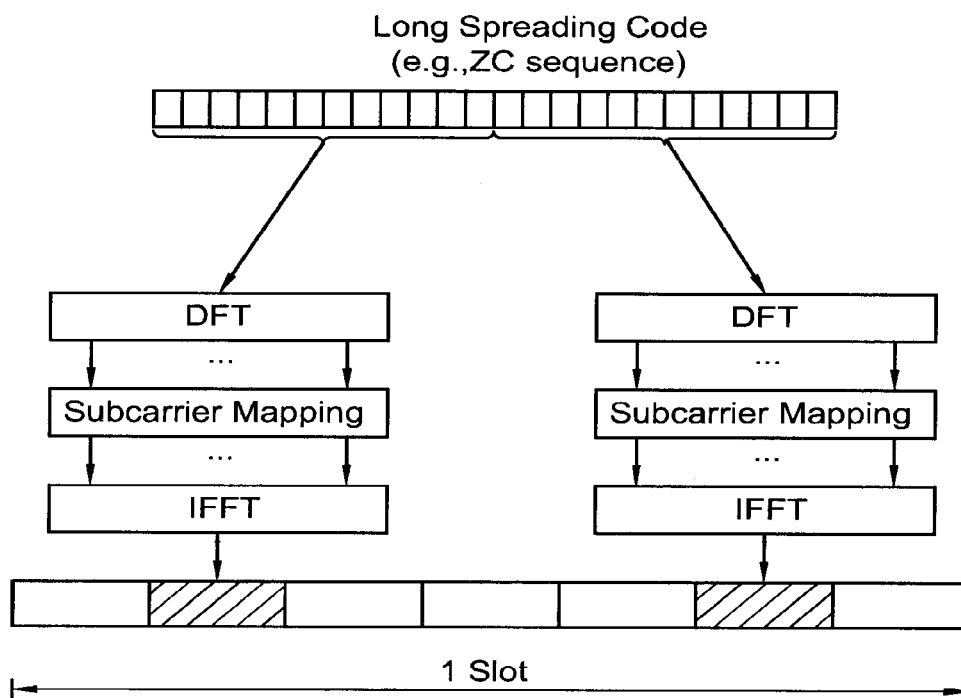 Long Spreading Code
(e.g.,ZC sequence)
DFT
DFT
...
...
Subcarrier Mapping
Subcarrier Mapping
...
...
IFFT
IFFT
1 Slot